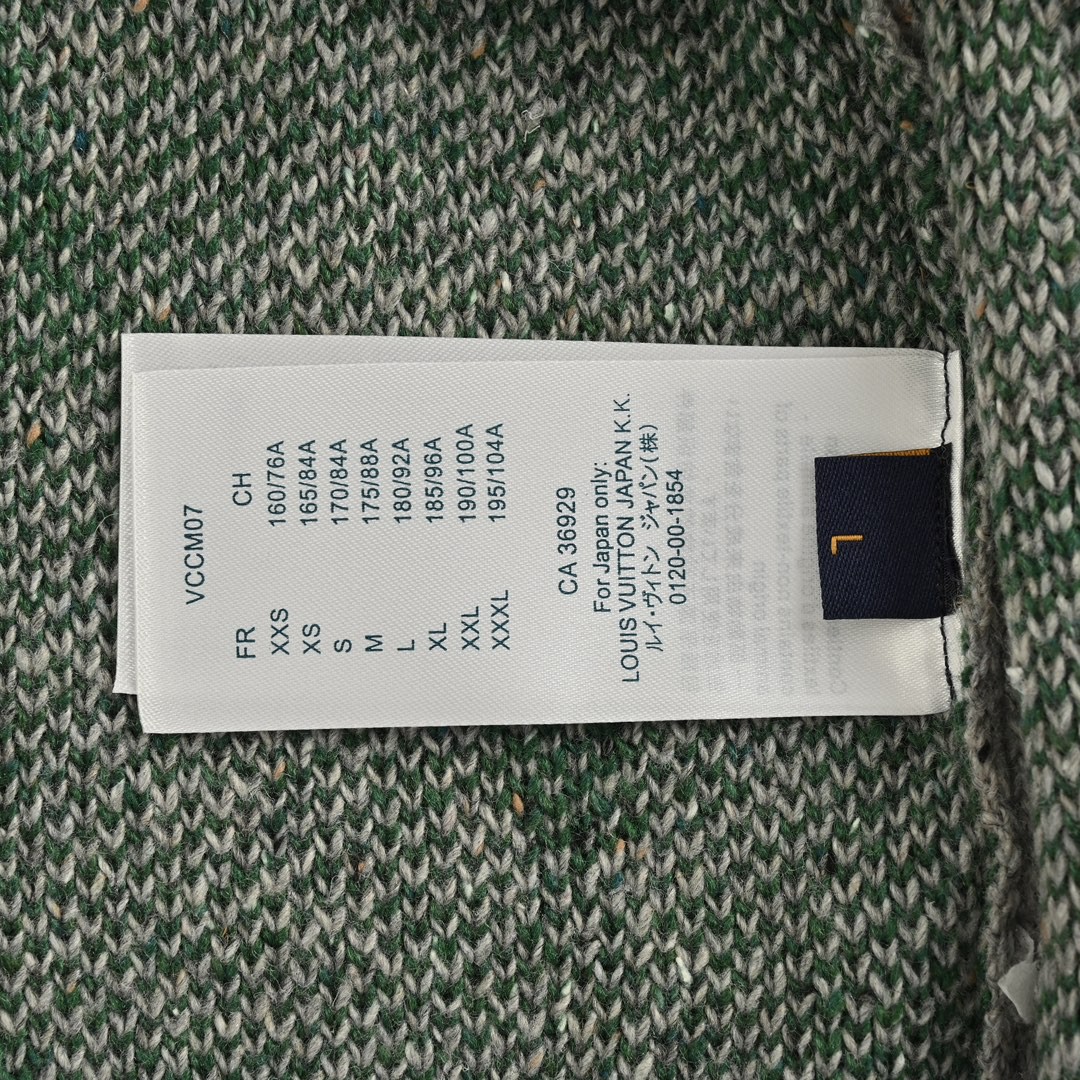 VCCM07
FR CH
XXS 160/76A
XS 165/84A
S 170/84A
M 175/88A
L 180/92A
XL 185/96A
XXL 190/100A
XXXL 195/104A
CA 36929
For Japan only:
LOUIS VUITTON JAPAN K.K.
ルイ・ヴィトン ジャパン(株)
0120-00-1854
L